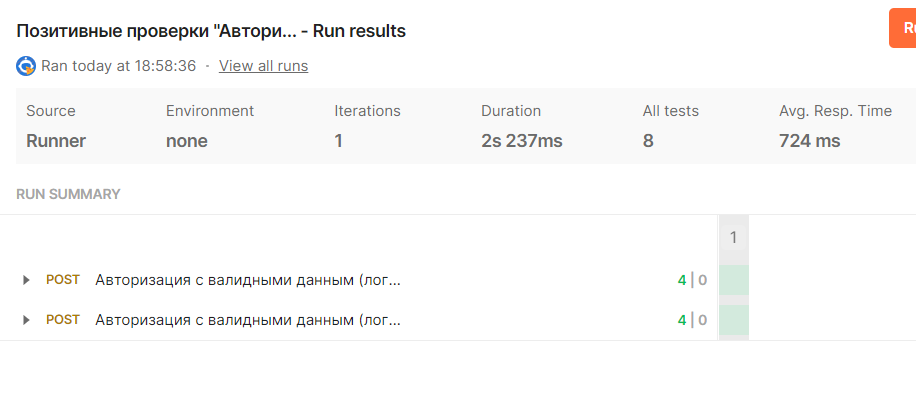 Позитивные проверки "Автори... - Run results
Ru
Ran today at 18:58:36 · View all runs
Source Environment Iterations Duration All tests Avg. Resp. Time
Runner none 1 2s 237ms 8 724 ms
RUN SUMMARY
1
POST Авторизация с валидными данным (лог... 4 | 0
POST Авторизация с валидными данным (лог... 4 | 0